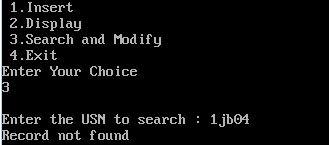 1.Insert
2.Display
3.Search and Modify
4.Exit
Enter Your Choice
3
Enter the USN to search : 1jb04
Record not found